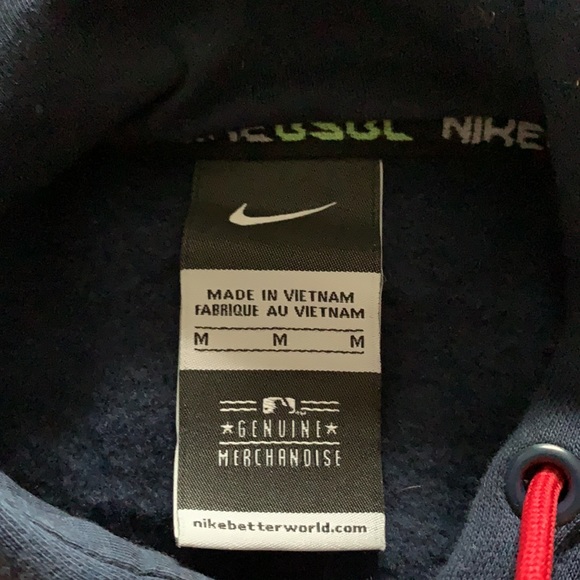 NIKE
MADE IN VIETNAM
FABRIQUE AU VIETNAM
M M M
GENUINE
MERCHANDISE
nikebetterworld.com